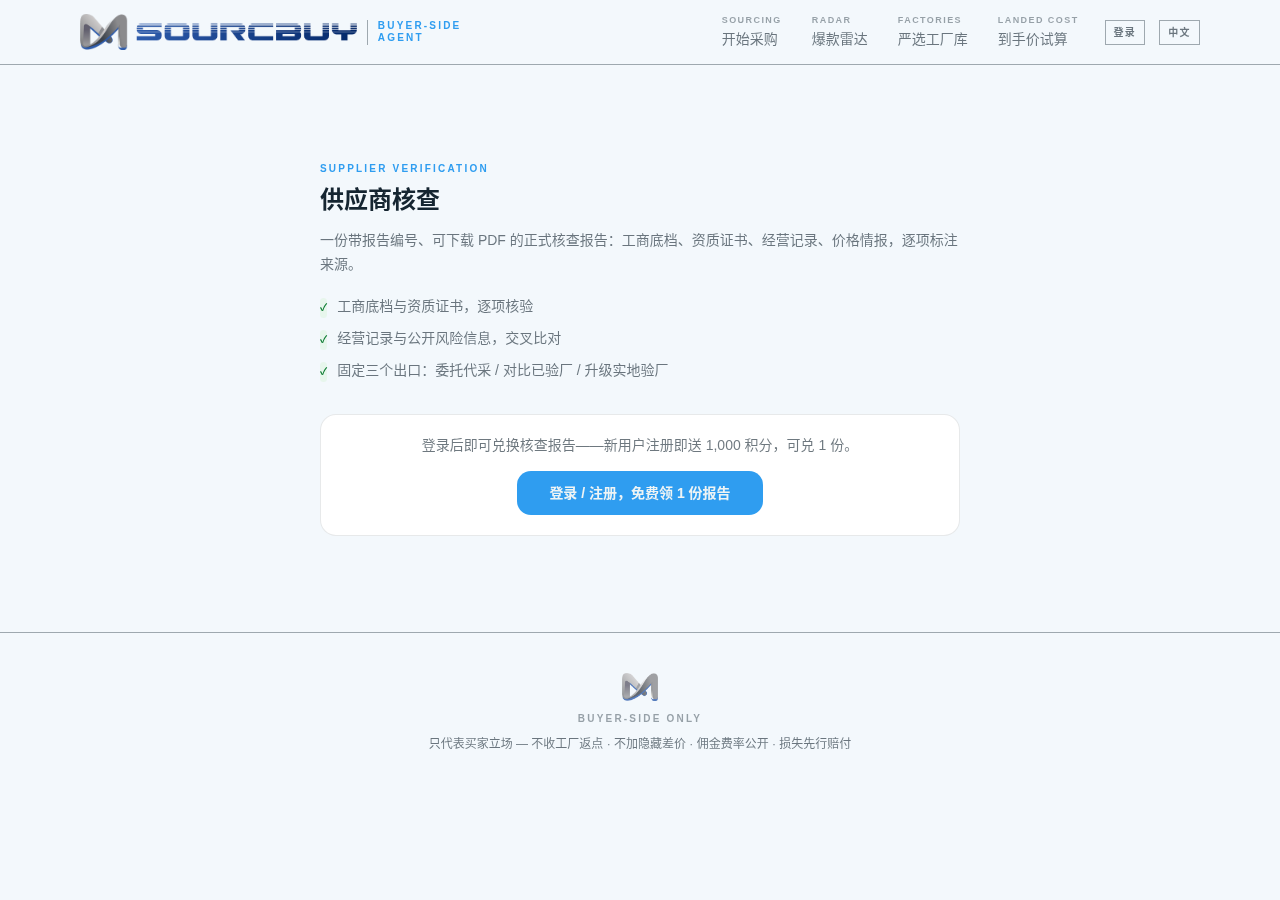 SOURCBUY
BUYER-SIDE
AGENT
SOURCING
开始采购
RADAR
爆款雷达
FACTORIES
严选工厂库
LANDED COST
到手价试算
登录
中文
SUPPLIER VERIFICATION
供应商核查
一份带报告编号、可下载 PDF 的正式核查报告：工商底档、资质证书、经营记录、价格情报，逐项标注
来源。
✓ 工商底档与资质证书，逐项核验
✓ 经营记录与公开风险信息，交叉比对
✓ 固定三个出口：委托代采 / 对比已验厂 / 升级实地验厂
登录后即可兑换核查报告——新用户注册即送 1,000 积分，可兑 1 份。
登录 / 注册，免费领 1 份报告
BUYER-SIDE ONLY
只代表买家立场 — 不收工厂返点 · 不加隐藏差价 · 佣金费率公开 · 损失先行赔付